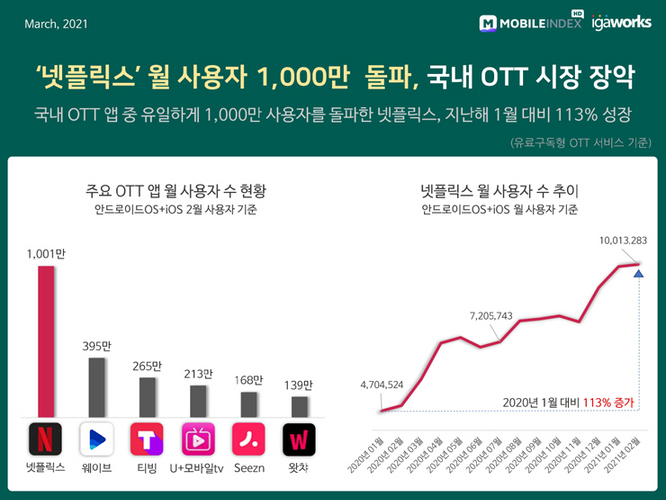 March, 2021
MOBILEINDEX HD
igaworks
‘넷플릭스’ 월 사용자 1,000만 돌파, 국내 OTT 시장 장악
국내 OTT 앱 중 유일하게 1,000만 사용자를 돌파한 넷플릭스, 지난해 1월 대비 113% 성장
(유료구독형 OTT 서비스 기준)
주요 OTT 앱 월 사용자 수 현황
안드로이드OS+iOS 2월 사용자 기준
1,001만
395만
265만
213만
168만
139만
넷플릭스
웨이브
티빙
U+모바일tv
Seezn
왓챠
넷플릭스 월 사용자 수 추이
안드로이드OS+iOS 월 사용자 기준
10,013,283
7,205,743
4,704,524
2020년 1월 대비 113% 증가
2020년 01월
2020년 02월
2020년 03월
2020년 04월
2020년 05월
2020년 06월
2020년 07월
2020년 08월
2020년 09월
2020년 10월
2020년 11월
2020년 12월
2021년 01월
2021년 02월